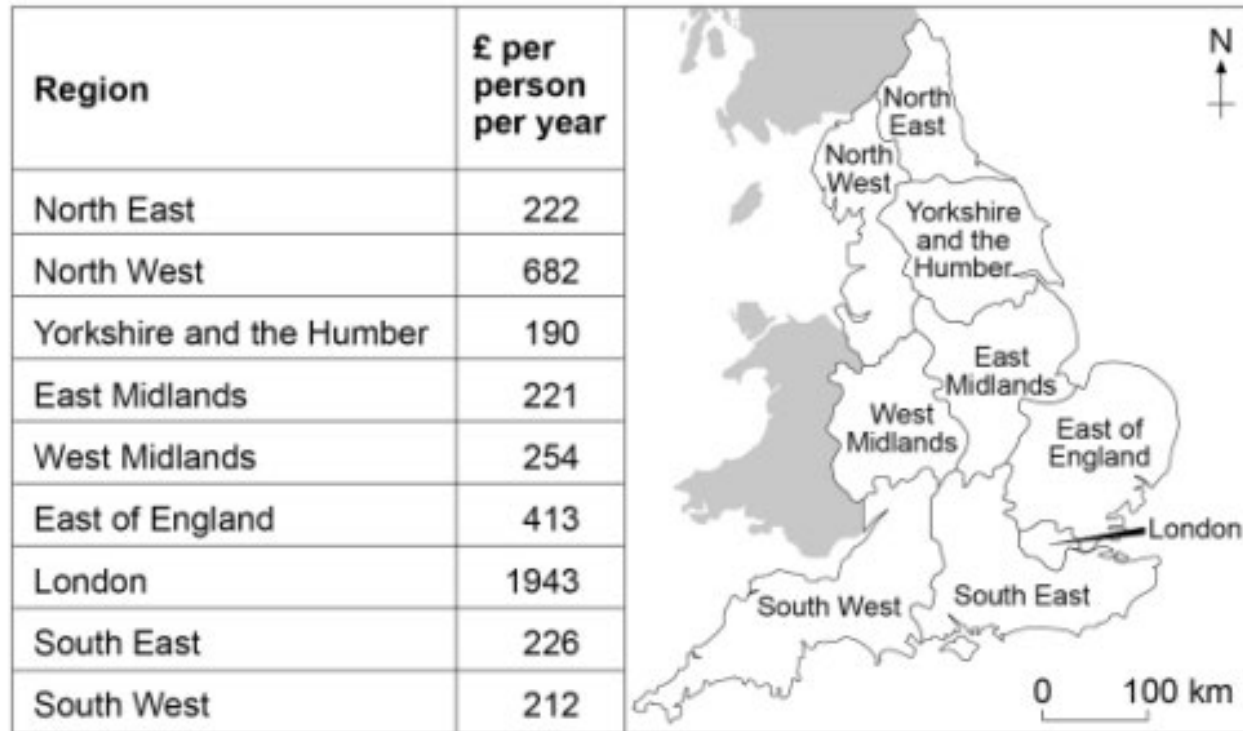 Region
£ per
person
per year
North East 222
North West 682
Yorkshire and the Humber 190
East Midlands 221
West Midlands 254
East of England 413
London 1943
South East 226
South West 212
N
North
East
North
West
Yorkshire
and the
Humber
East
Midlands
West
Midlands
East of
England
London
South West
South East
0 100 km